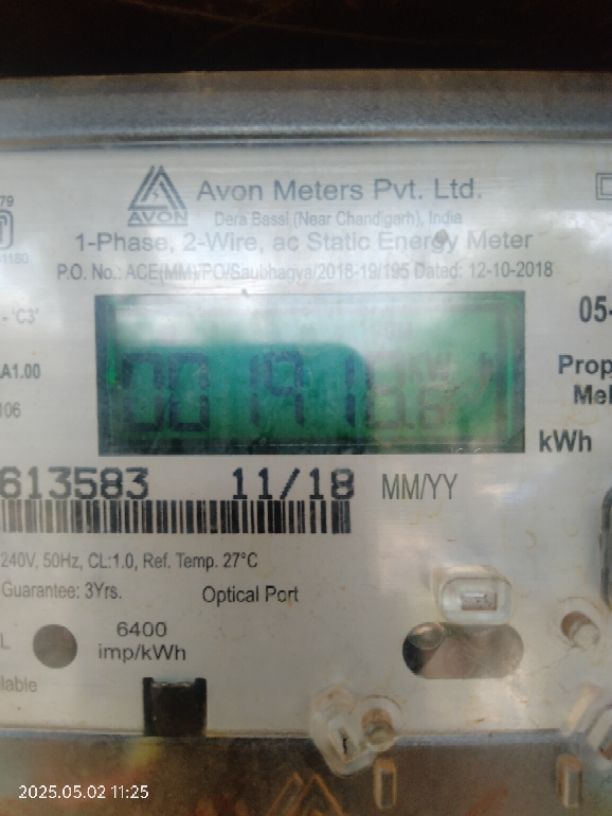 79
AVON
Avon Meters Pvt. Ltd.
Dera Bassi (Near Chandigarh), India
1-Phase, 2-Wire, ac Static Energy Meter
P.O. No.: ACE(MM)/PO/Saubhagya/2018-19/195 Dated: 12-10-2018
- 'C3'
05-
A1.00
106
Prop
kWh
613583 11/18 MM/YY
240V, 50Hz, CL:1.0, Ref. Temp. 27°C
Guarantee: 3Yrs.
Optical Port
L
6400
imp/kWh
lable
2025.05.02 11:25